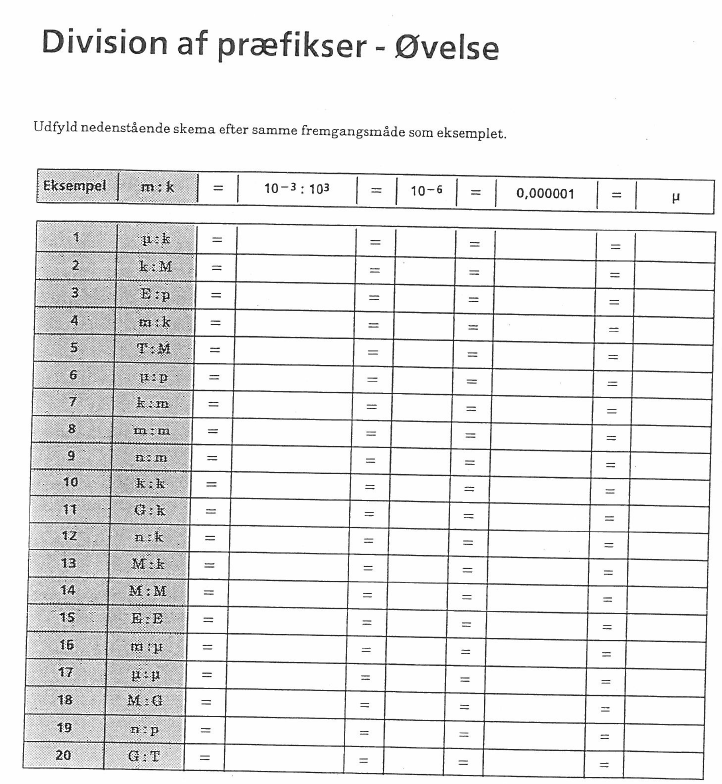 Division af præfikser - Øvelse
Udfyld nedenstående skema efter samme fremgangsmåde som eksemplet.
Eksempel m : k = 10⁻³ : 10³ = 10⁻⁶ = 0,000001 = μ
1 μ : k = = = =
2 k : M = = = =
3 E : p = = = =
4 m : k = = = =
5 T : M = = = =
6 μ : p = = = =
7 k : m = = = =
8 m : m = = = =
9 n : m = = = =
10 k : k = = = =
11 G : k = = = =
12 n : k = = = =
13 M : k = = = =
14 M : M = = = =
15 E : E = = = =
16 m : μ = = = =
17 μ : μ = = = =
18 M : G = = = =
19 n : p = = = =
20 G : T = = = =